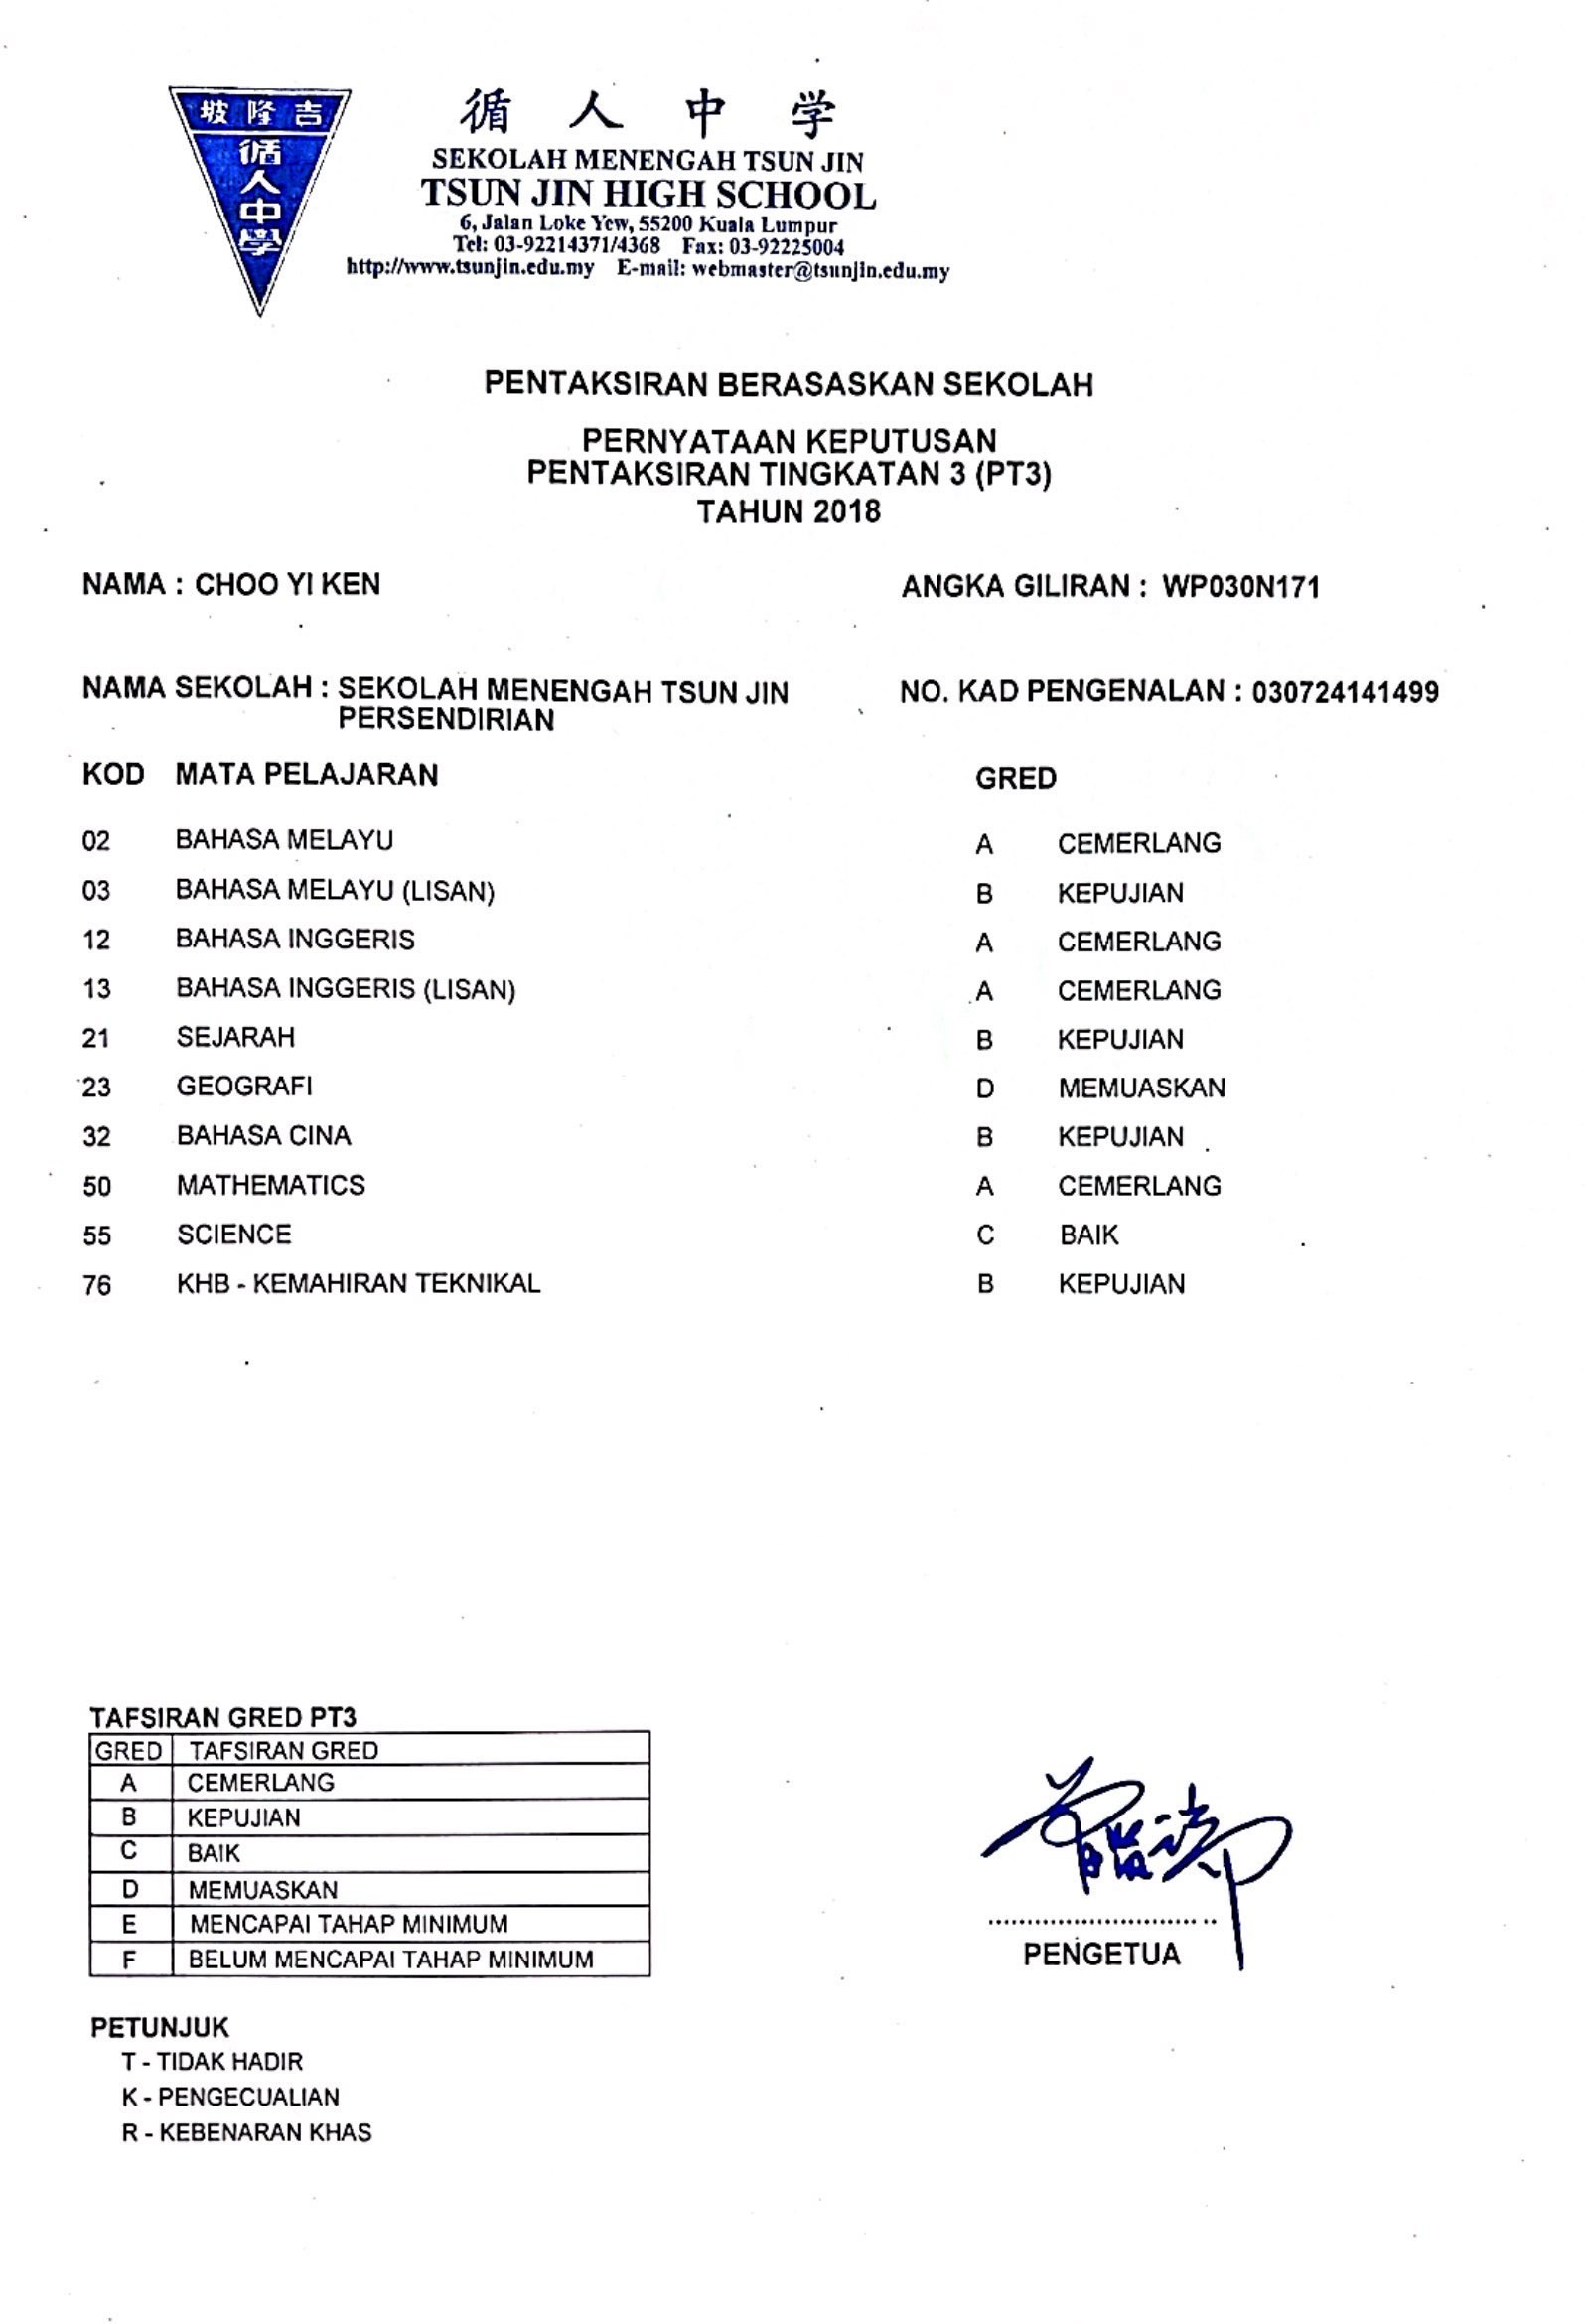 吉隆坡
循人中學
循人中学
SEKOLAH MENENGAH TSUN JIN
TSUN JIN HIGH SCHOOL
6, Jalan Loke Yew, 55200 Kuala Lumpur
Tel: 03-92214371/4368 Fax: 03-92225004
http://www.tsunjin.edu.my E-mail: webmaster@tsunjin.edu.my
PENTAKSIRAN BERASASKAN SEKOLAH
PERNYATAAN KEPUTUSAN
PENTAKSIRAN TINGKATAN 3 (PT3)
TAHUN 2018
NAMA : CHOO YI KEN ANGKA GILIRAN : WP030N171
NAMA SEKOLAH : SEKOLAH MENENGAH TSUN JIN NO. KAD PENGENALAN : 030724141499
PERSENDIRIAN
KOD MATA PELAJARAN GRED
02 BAHASA MELAYU A CEMERLANG
03 BAHASA MELAYU (LISAN) B KEPUJIAN
12 BAHASA INGGERIS A CEMERLANG
13 BAHASA INGGERIS (LISAN) A CEMERLANG
21 SEJARAH B KEPUJIAN
23 GEOGRAFI D MEMUASKAN
32 BAHASA CINA B KEPUJIAN
50 MATHEMATICS A CEMERLANG
55 SCIENCE C BAIK
76 KHB - KEMAHIRAN TEKNIKAL B KEPUJIAN
TAFSIRAN GRED PT3
GRED TAFSIRAN GRED
A CEMERLANG
B KEPUJIAN
C BAIK
D MEMUASKAN
E MENCAPAI TAHAP MINIMUM
F BELUM MENCAPAI TAHAP MINIMUM
PENGETUA
PETUNJUK
T - TIDAK HADIR
K - PENGECUALIAN
R - KEBENARAN KHAS